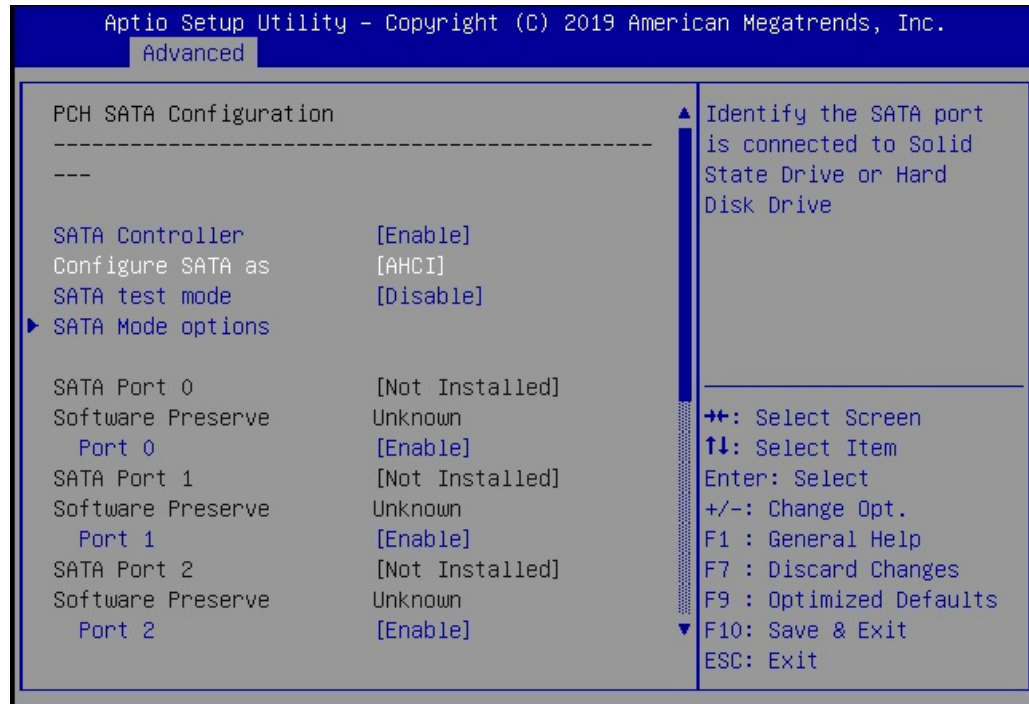 Aptio Setup Utility – Copyright (C) 2019 American Megatrends, Inc.
Advanced
PCH SATA Configuration
-----------------------------------------------
---
SATA Controller [Enable]
Configure SATA as [AHCI]
SATA test mode [Disable]
▶ SATA Mode options
SATA Port 0 [Not Installed]
Software Preserve Unknown
Port 0 [Enable]
SATA Port 1 [Not Installed]
Software Preserve Unknown
Port 1 [Enable]
SATA Port 2 [Not Installed]
Software Preserve Unknown
Port 2 [Enable]
Identify the SATA port
is connected to Solid
State Drive or Hard
Disk Drive
→←: Select Screen
↑↓: Select Item
Enter: Select
+/-: Change Opt.
F1 : General Help
F7 : Discard Changes
F9 : Optimized Defaults
F10: Save & Exit
ESC: Exit